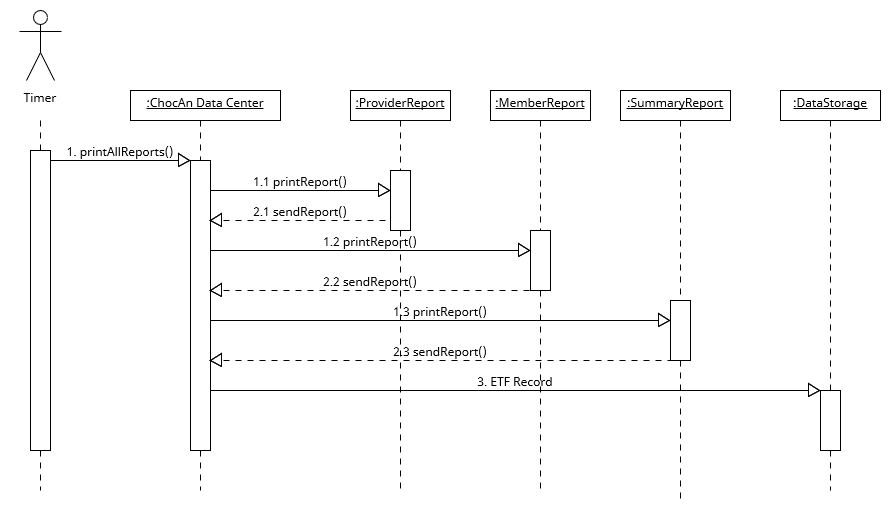 Timer
:ChocAn Data Center
:ProviderReport
:MemberReport
:SummaryReport
:DataStorage
1. printAllReports()
1.1 printReport()
2.1 sendReport()
1.2 printReport()
2.2 sendReport()
1.3 printReport()
2.3 sendReport()
3. ETF Record